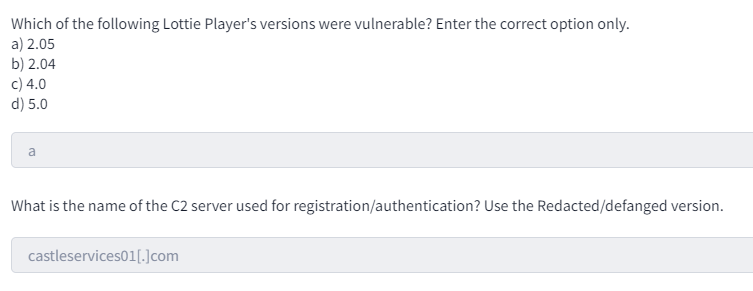 Which of the following Lottie Player's versions were vulnerable? Enter the correct option only.
a) 2.05
b) 2.04
c) 4.0
d) 5.0
a
What is the name of the C2 server used for registration/authentication? Use the Redacted/defanged version.
castleservices01[.]com